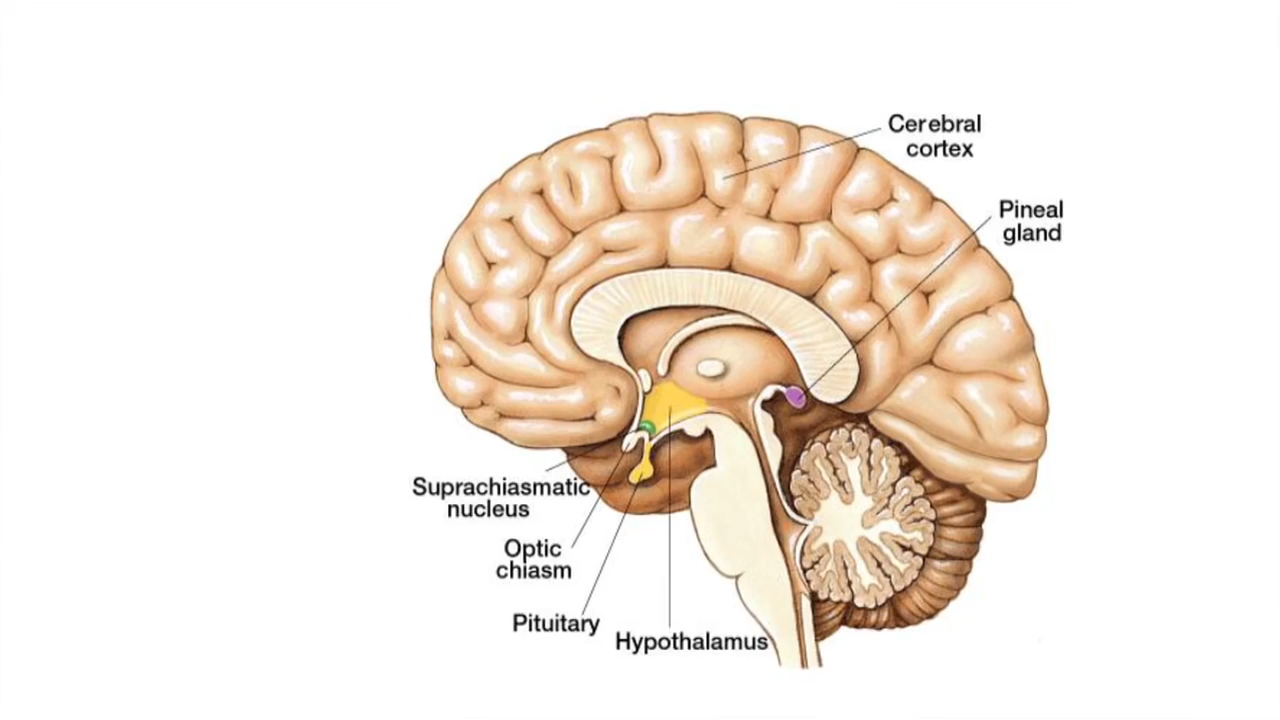 Cerebral
cortex
Pineal
gland
Suprachiasmatic
nucleus
Optic
chiasm
Pituitary
Hypothalamus